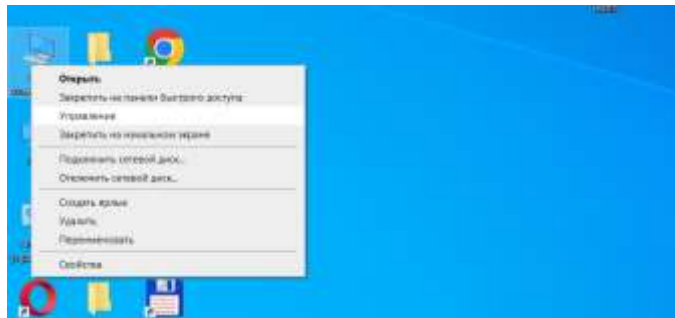 Открыть
Закрепить на панели быстрого доступа
Управление
Закрепить на начальном экране
Подключить сетевой диск...
Отключить сетевой диск...
Создать ярлык
Удалить
Переименовать
Свойства